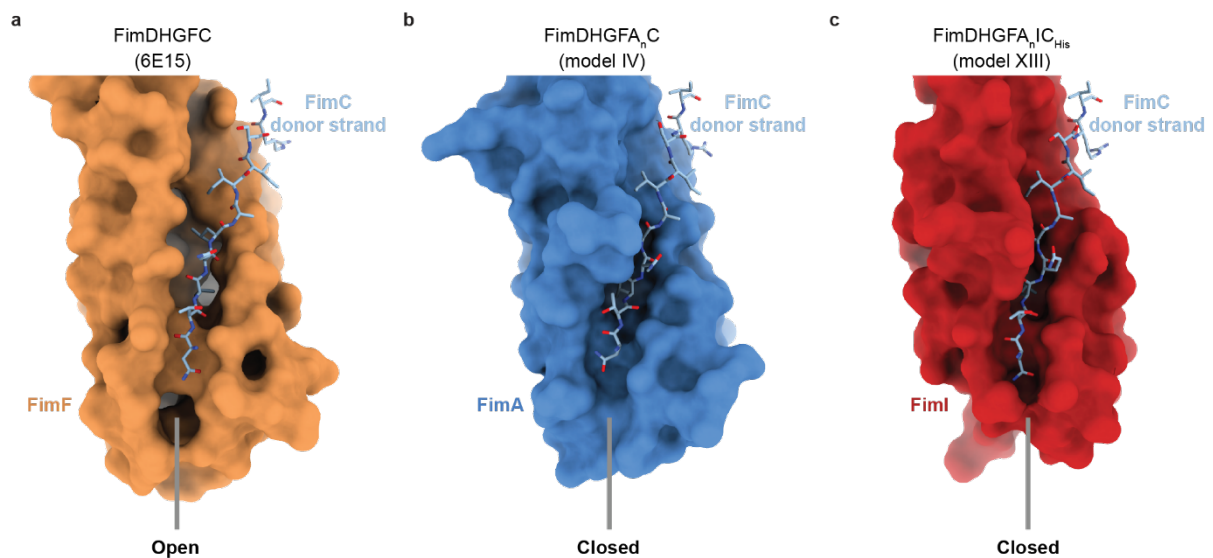 a
FimDHGFC
(6E15)
FimC
donor strand
FimF
Open
b
FimDHGFAnC
(model IV)
FimC
donor strand
FimA
Closed
c
FimDHGFAnICHis
(model XIII)
FimC
donor strand
FimI
Closed